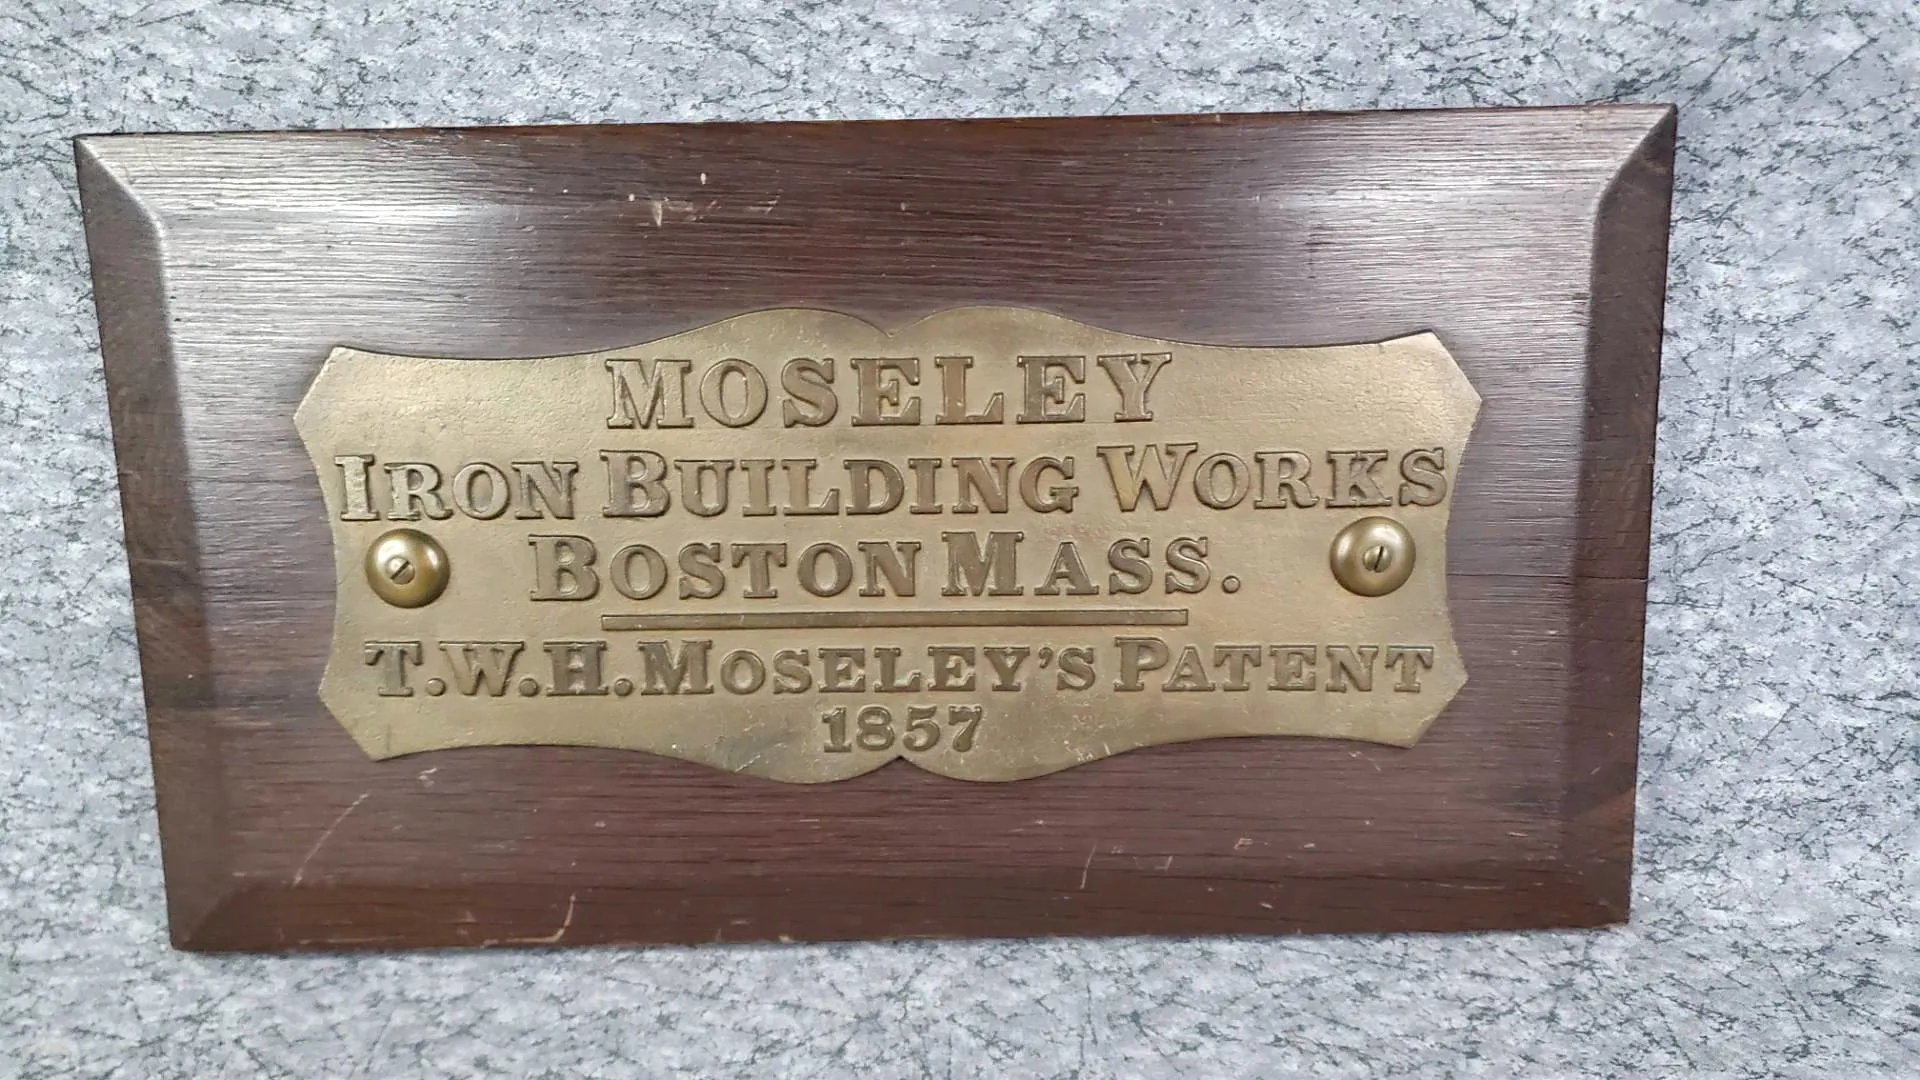 MOSELEY
IRON BUILDING WORKS
BOSTON MASS.
T.W.H. MOSELEY'S PATENT
1857